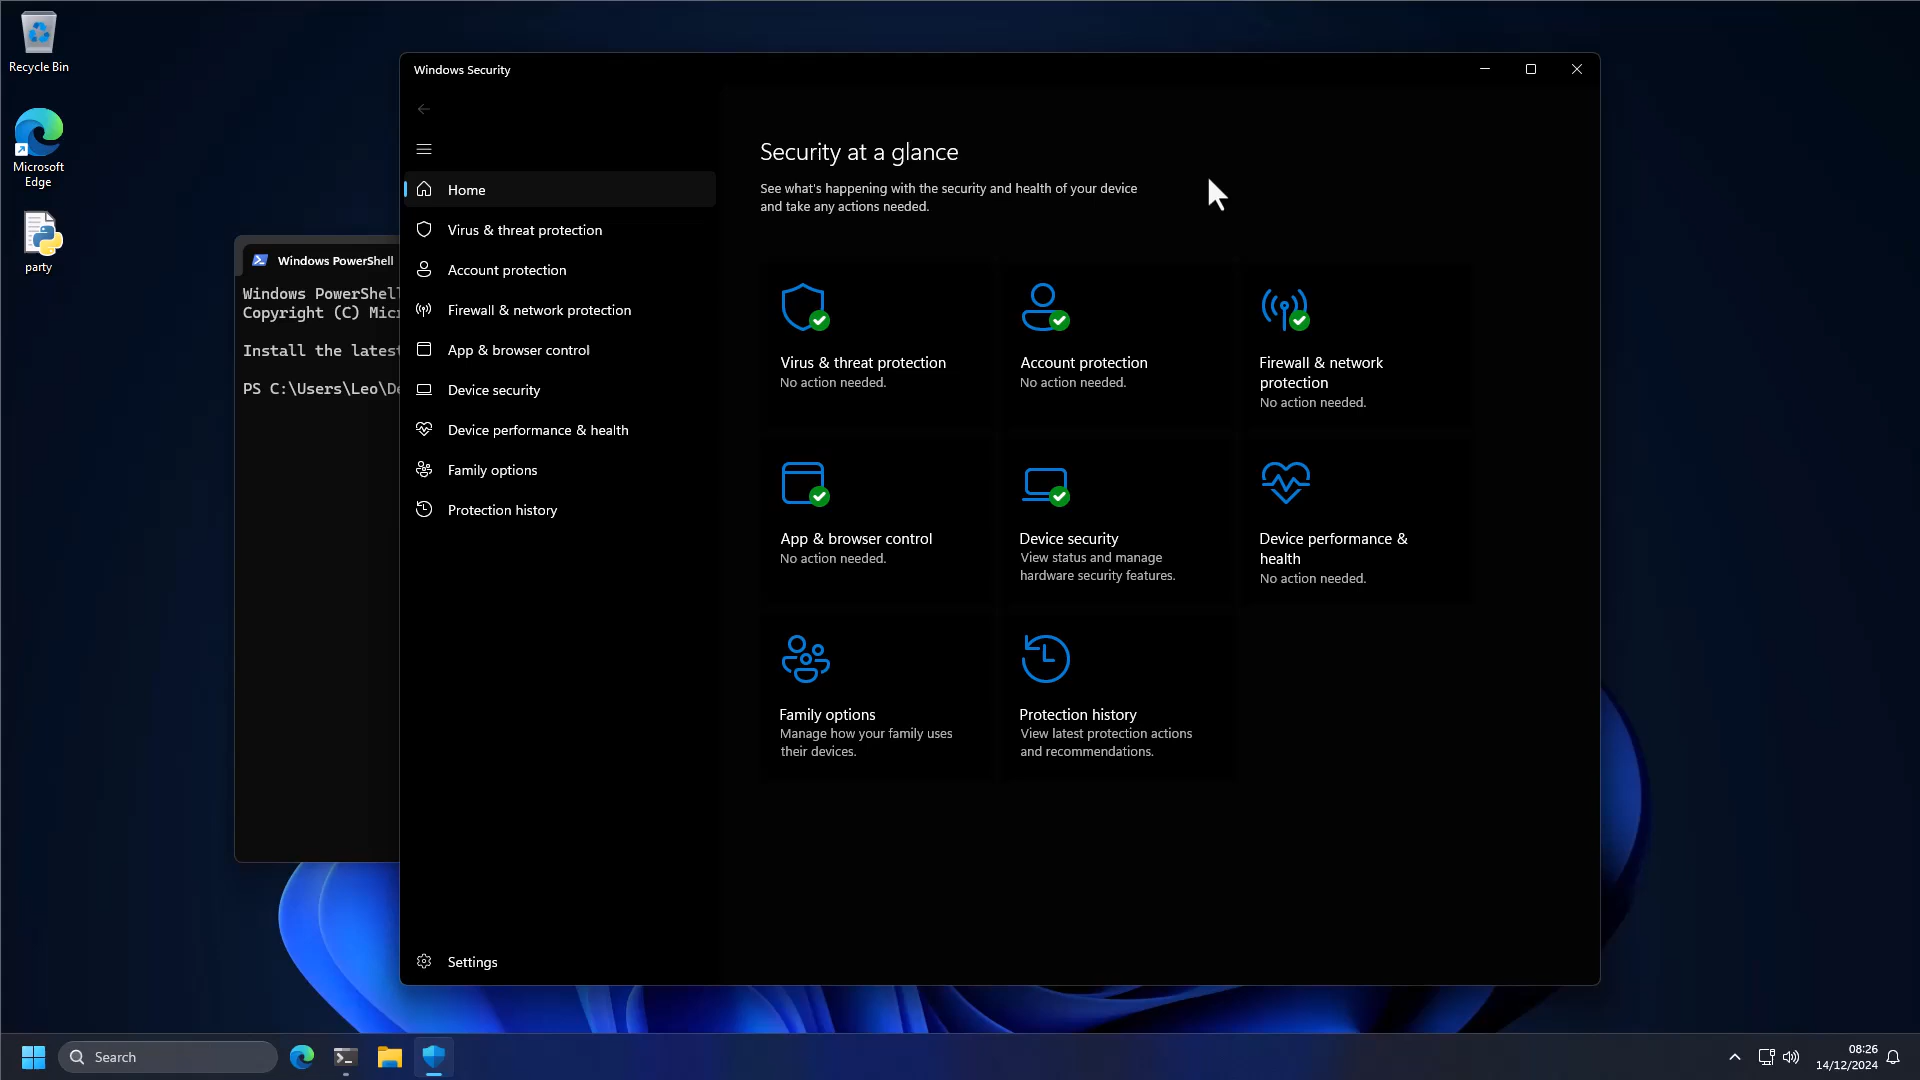 Recycle Bin
Microsoft
Edge
party
Windows PowerShell
Windows PowerShell
Copyright (C) Micr
Install the latest
PS C:\Users\Leo\De
Windows Security
Home
Virus & threat protection
Account protection
Firewall & network protection
App & browser control
Device security
Device performance & health
Family options
Protection history
Settings
Security at a glance
See what's happening with the security and health of your device
and take any actions needed.
Virus & threat protection
No action needed.
Account protection
No action needed.
Firewall & network
protection
No action needed.
App & browser control
No action needed.
Device security
View status and manage
hardware security features.
Device performance &
health
No action needed.
Family options
Manage how your family uses
their devices.
Protection history
View latest protection actions
and recommendations.
Search
08:26
14/12/2024